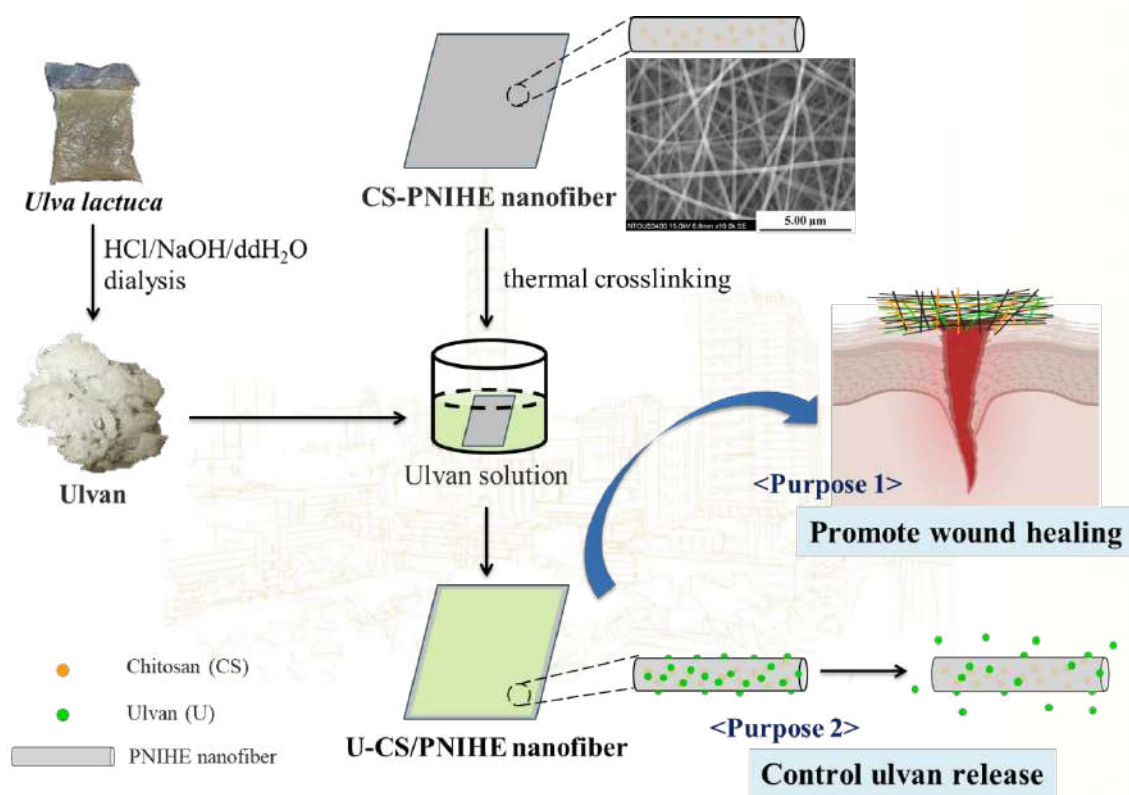 CS-PNIHE nanofiber
5.00 μm
Ulva lactuca
HCl/NaOH/ddH₂O
dialysis
thermal crosslinking
Ulvan
Ulvan solution
<Purpose 1>
Promote wound healing
Chitosan (CS)
Ulvan (U)
PNIHE nanofiber
U-CS/PNIHE nanofiber
<Purpose 2>
Control ulvan release